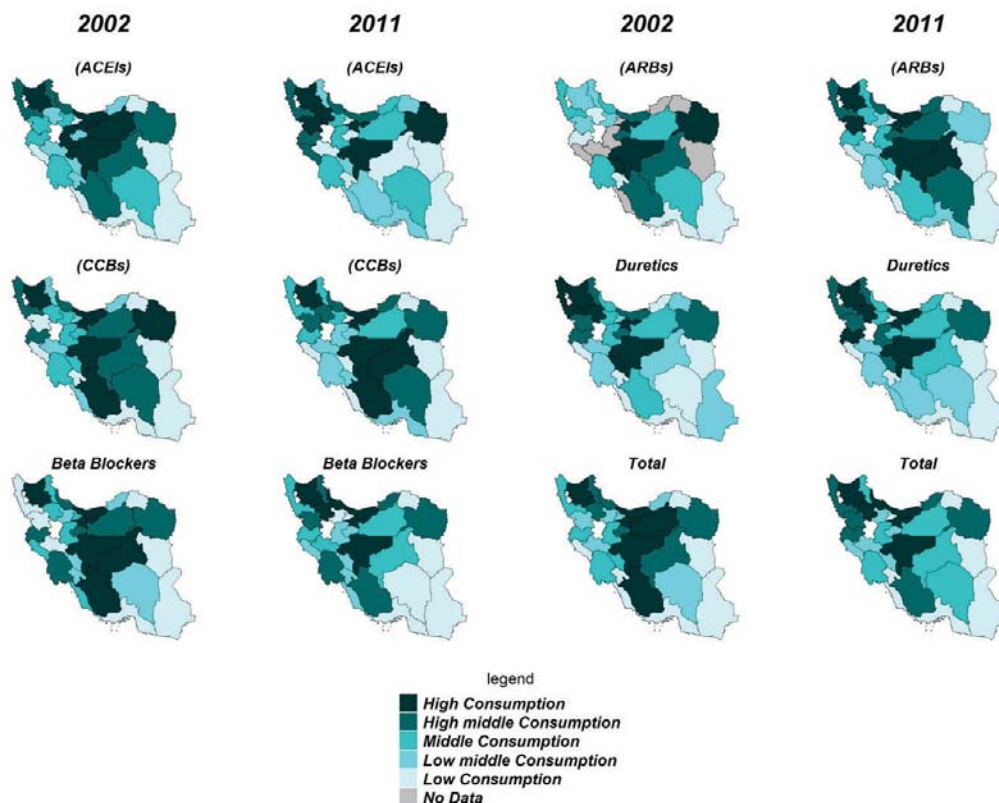 2002 2011 2002 2011
(ACEIs) (ACEIs) (ARBs) (ARBs)
(CCBs) (CCBs) Duretics Duretics
Beta Blockers Beta Blockers Total Total
legend
High Consumption
High middle Consumption
Middle Consumption
Low middle Consumption
Low Consumption
No Data